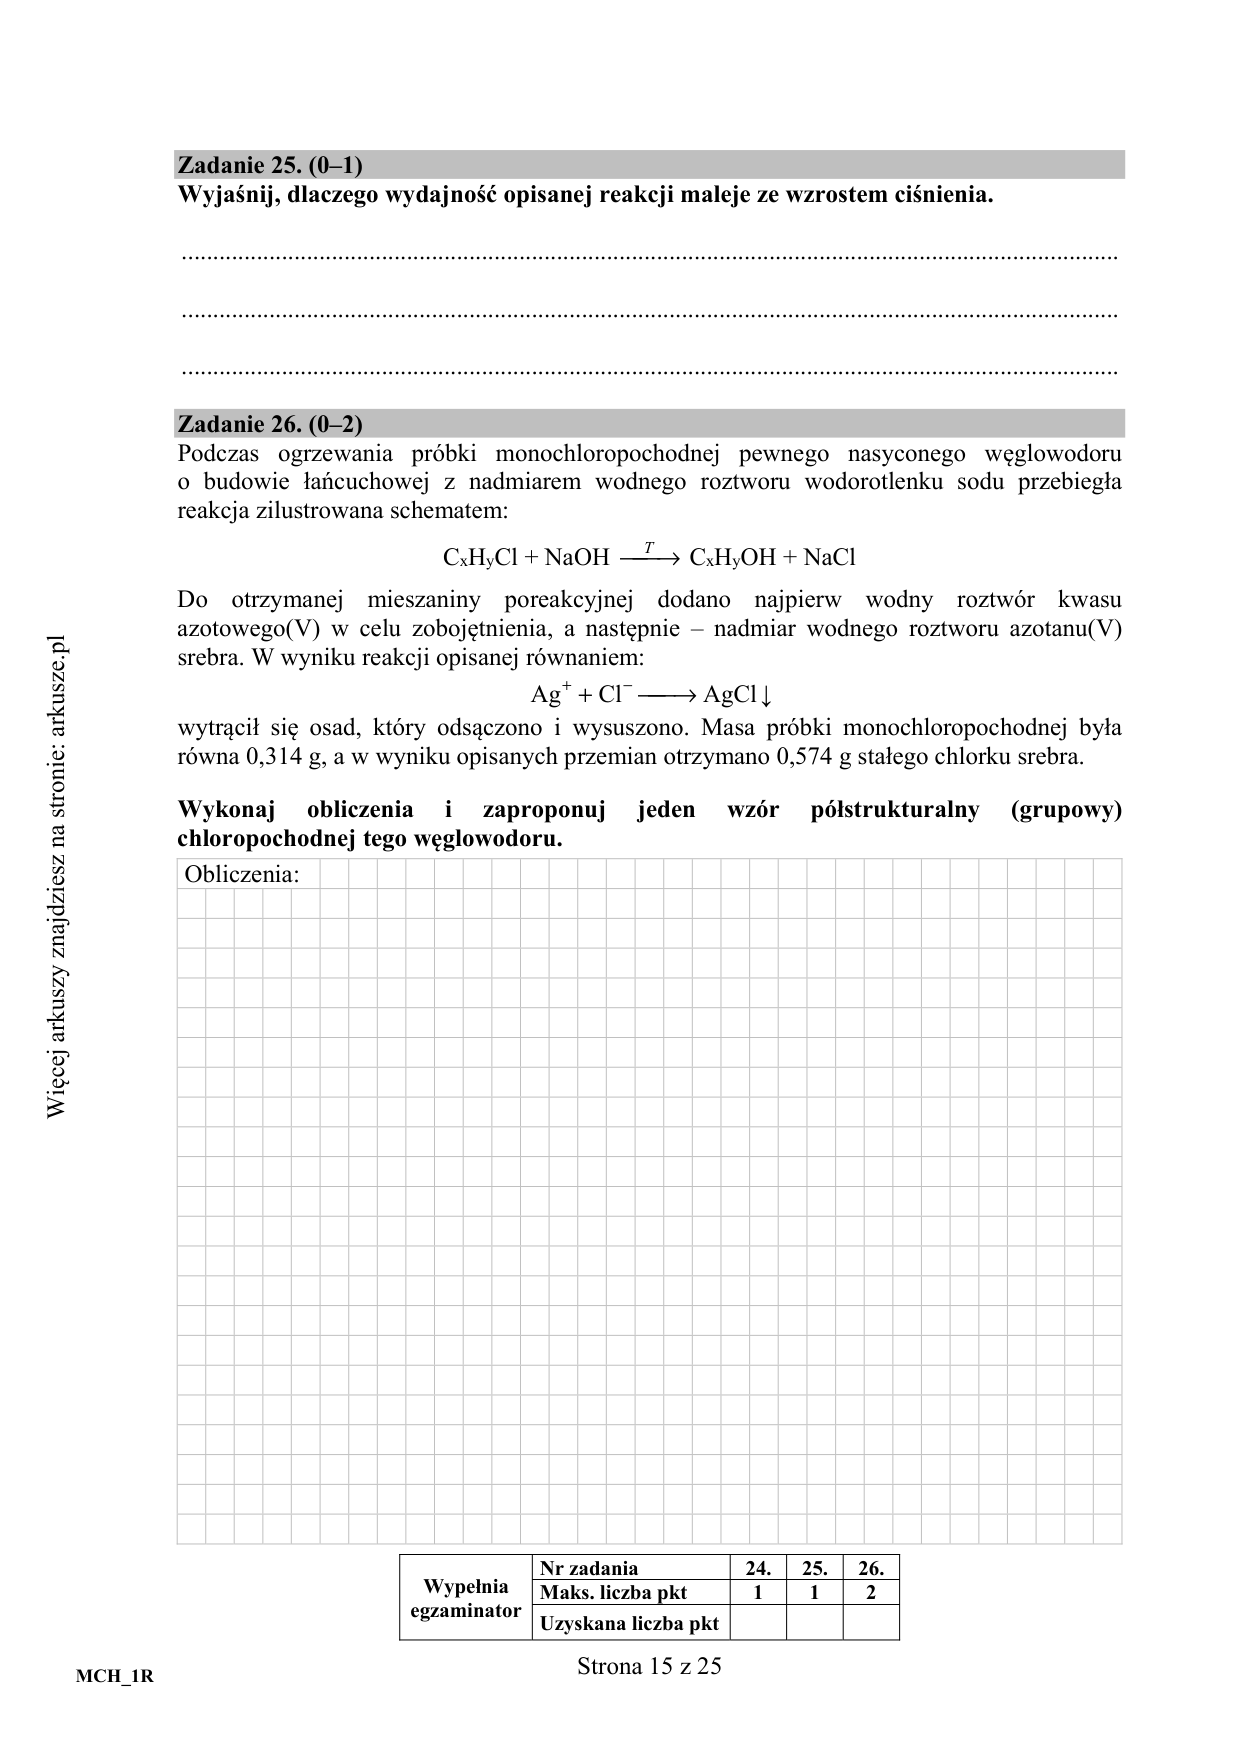 Zadanie 25. (0–1)
Wyjaśnij, dlaczego wydajność opisanej reakcji maleje ze wzrostem ciśnienia.
....................................................................................................................................................
....................................................................................................................................................
....................................................................................................................................................
Zadanie 26. (0–2)
Podczas ogrzewania próbki monochloropochodnej pewnego nasyconego węglowodoru
o budowie łańcuchowej z nadmiarem wodnego roztworu wodorotlenku sodu przebiegła
reakcja zilustrowana schematem:
CxHyCl + NaOH —T→ CxHyOH + NaCl
Do otrzymanej mieszaniny poreakcyjnej dodano najpierw wodny roztwór kwasu
azotowego(V) w celu zobojętnienia, a następnie – nadmiar wodnego roztworu azotanu(V)
srebra. W wyniku reakcji opisanej równaniem:
Ag⁺ + Cl⁻ ⟶ AgCl↓
wytrącił się osad, który odsączono i wysuszono. Masa próbki monochloropochodnej była
równa 0,314 g, a w wyniku opisanych przemian otrzymano 0,574 g stałego chlorku srebra.
Wykonaj obliczenia i zaproponuj jeden wzór półstrukturalny (grupowy)
chloropochodnej tego węglowodoru.
Obliczenia:
Wypełnia
egzaminator
Nr zadania 24. 25. 26.
Maks. liczba pkt 1 1 2
Uzyskana liczba pkt
MCH_1R
Strona 15 z 25
Więcej arkuszy znajdziesz na stronie: arkusze.pl